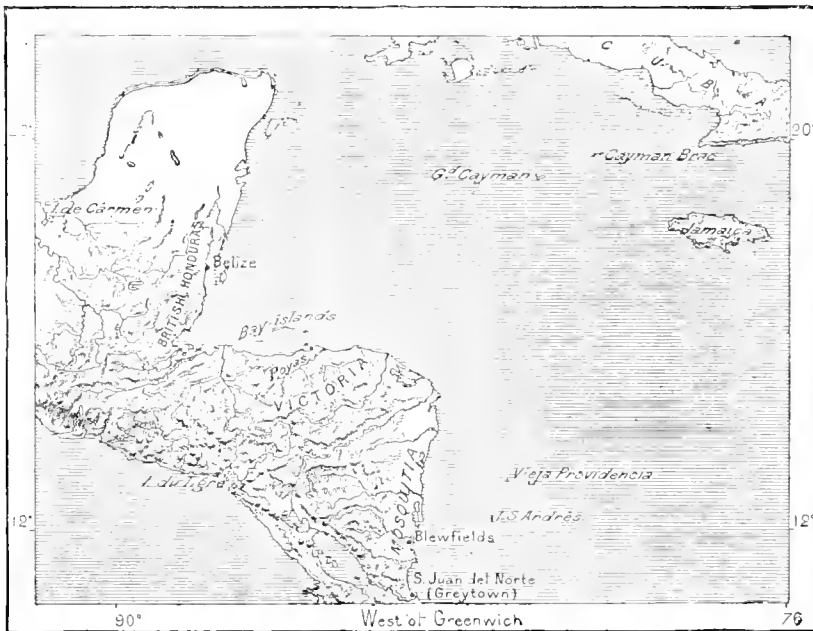 CUBA
20°
Cayman Brac
Gd Cayman
I. de Carmen
Jamaica
BRITISH HONDURAS
Belize
Bay islands
Poyas
VICTORIA
MOSQUITIA
Vieja Providencia
I. du Tigre
12°
I. S. Andrès
12°
Blewfields
S. Juan del Norte
(Greytown)
90°
West of Greenwich
76